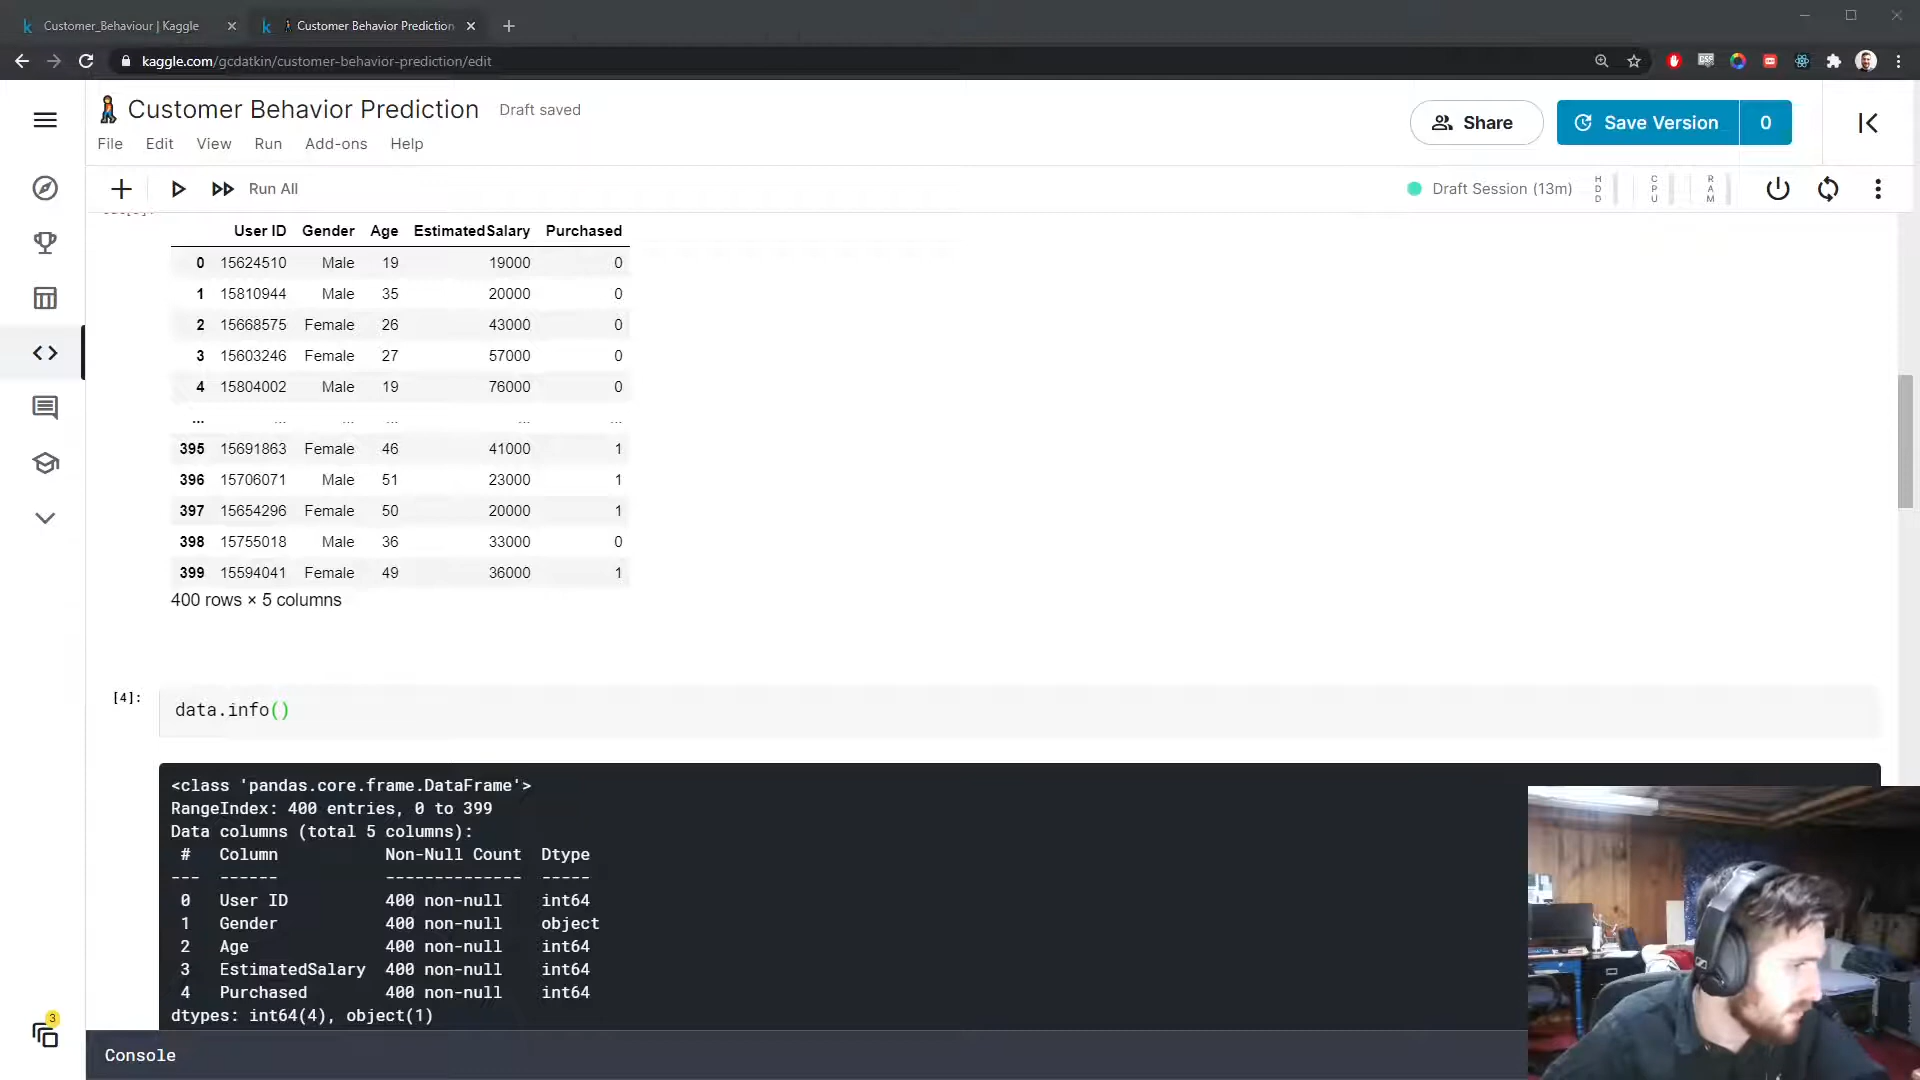 Customer_Behaviour | Kaggle
Customer Behavior Prediction
kaggle.com/gcdatkin/customer-behavior-prediction/edit
Customer Behavior Prediction Draft saved
File Edit View Run Add-ons Help
Share
Save Version 0
Run All
Draft Session (13m) HDD CPU RAM
User ID Gender Age EstimatedSalary Purchased
0 15624510 Male 19 19000 0
1 15810944 Male 35 20000 0
2 15668575 Female 26 43000 0
3 15603246 Female 27 57000 0
4 15804002 Male 19 76000 0
... ... ... ... ... ...
395 15691863 Female 46 41000 1
396 15706071 Male 51 23000 1
397 15654296 Female 50 20000 1
398 15755018 Male 36 33000 0
399 15594041 Female 49 36000 1
400 rows × 5 columns
[4]:
data.info()
<class 'pandas.core.frame.DataFrame'>
RangeIndex: 400 entries, 0 to 399
Data columns (total 5 columns):
# Column Non-Null Count Dtype
--- ------ -------------- -----
0 User ID 400 non-null int64
1 Gender 400 non-null object
2 Age 400 non-null int64
3 EstimatedSalary 400 non-null int64
4 Purchased 400 non-null int64
dtypes: int64(4), object(1)
3
Console